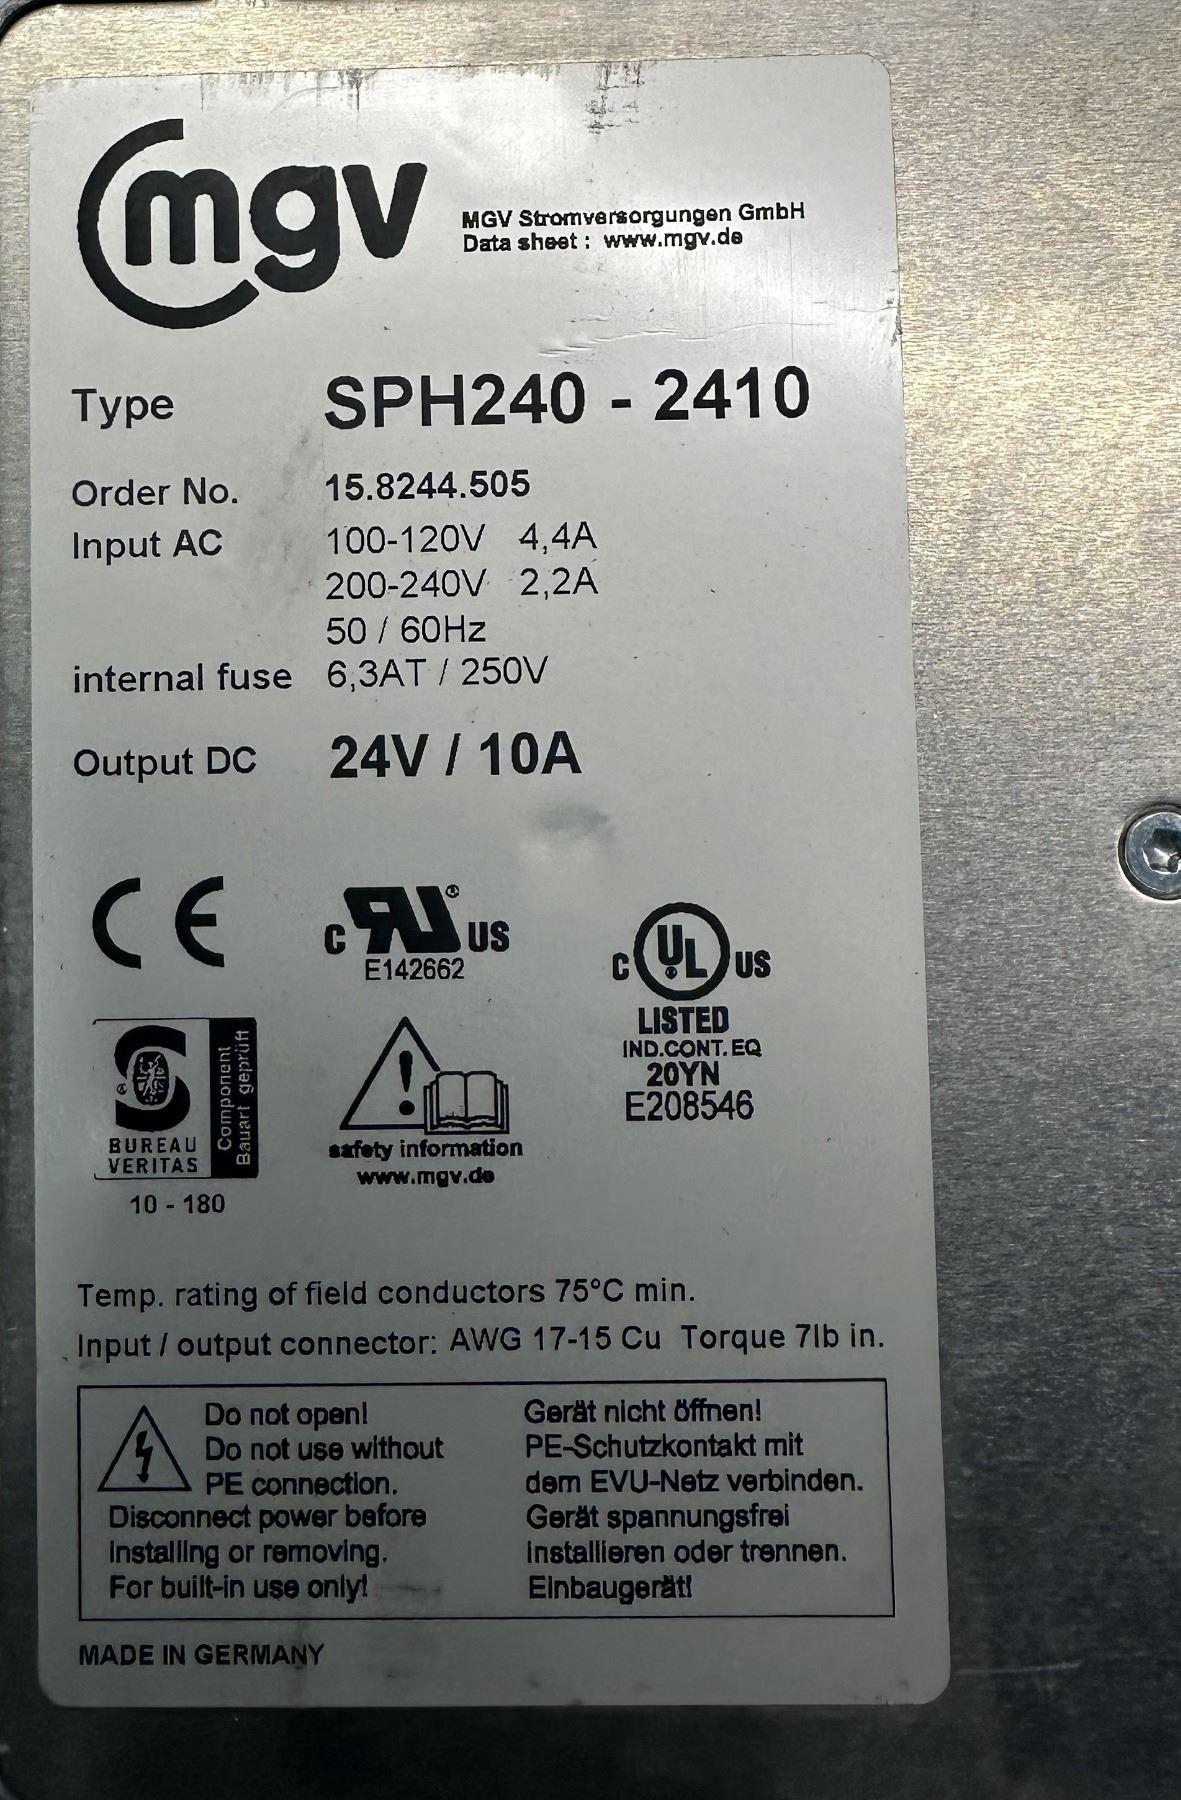 mgv
MGV Stromversorgungen GmbH
Data sheet : www.mgv.de
Type SPH240 - 2410
Order No. 15.8244.505
Input AC 100-120V 4,4A
200-240V 2,2A
50 / 60Hz
internal fuse 6,3AT / 250V
Output DC 24V / 10A
CE
c RU ® US
E142662
c UL US
LISTED
IND.CONT.EQ
20YN
E208546
S
®
BUREAU
VERITAS
Component
Bauart geprüft
10 - 180
safety information
www.mgv.de
Temp. rating of field conductors 75°C min.
Input / output connector: AWG 17-15 Cu Torque 7lb in.
Do not open!
Do not use without
PE connection.
Disconnect power before
installing or removing.
For built-in use only!
Gerät nicht öffnen!
PE-Schutzkontakt mit
dem EVU-Netz verbinden.
Gerät spannungsfrei
installieren oder trennen.
Einbaugerät!
MADE IN GERMANY